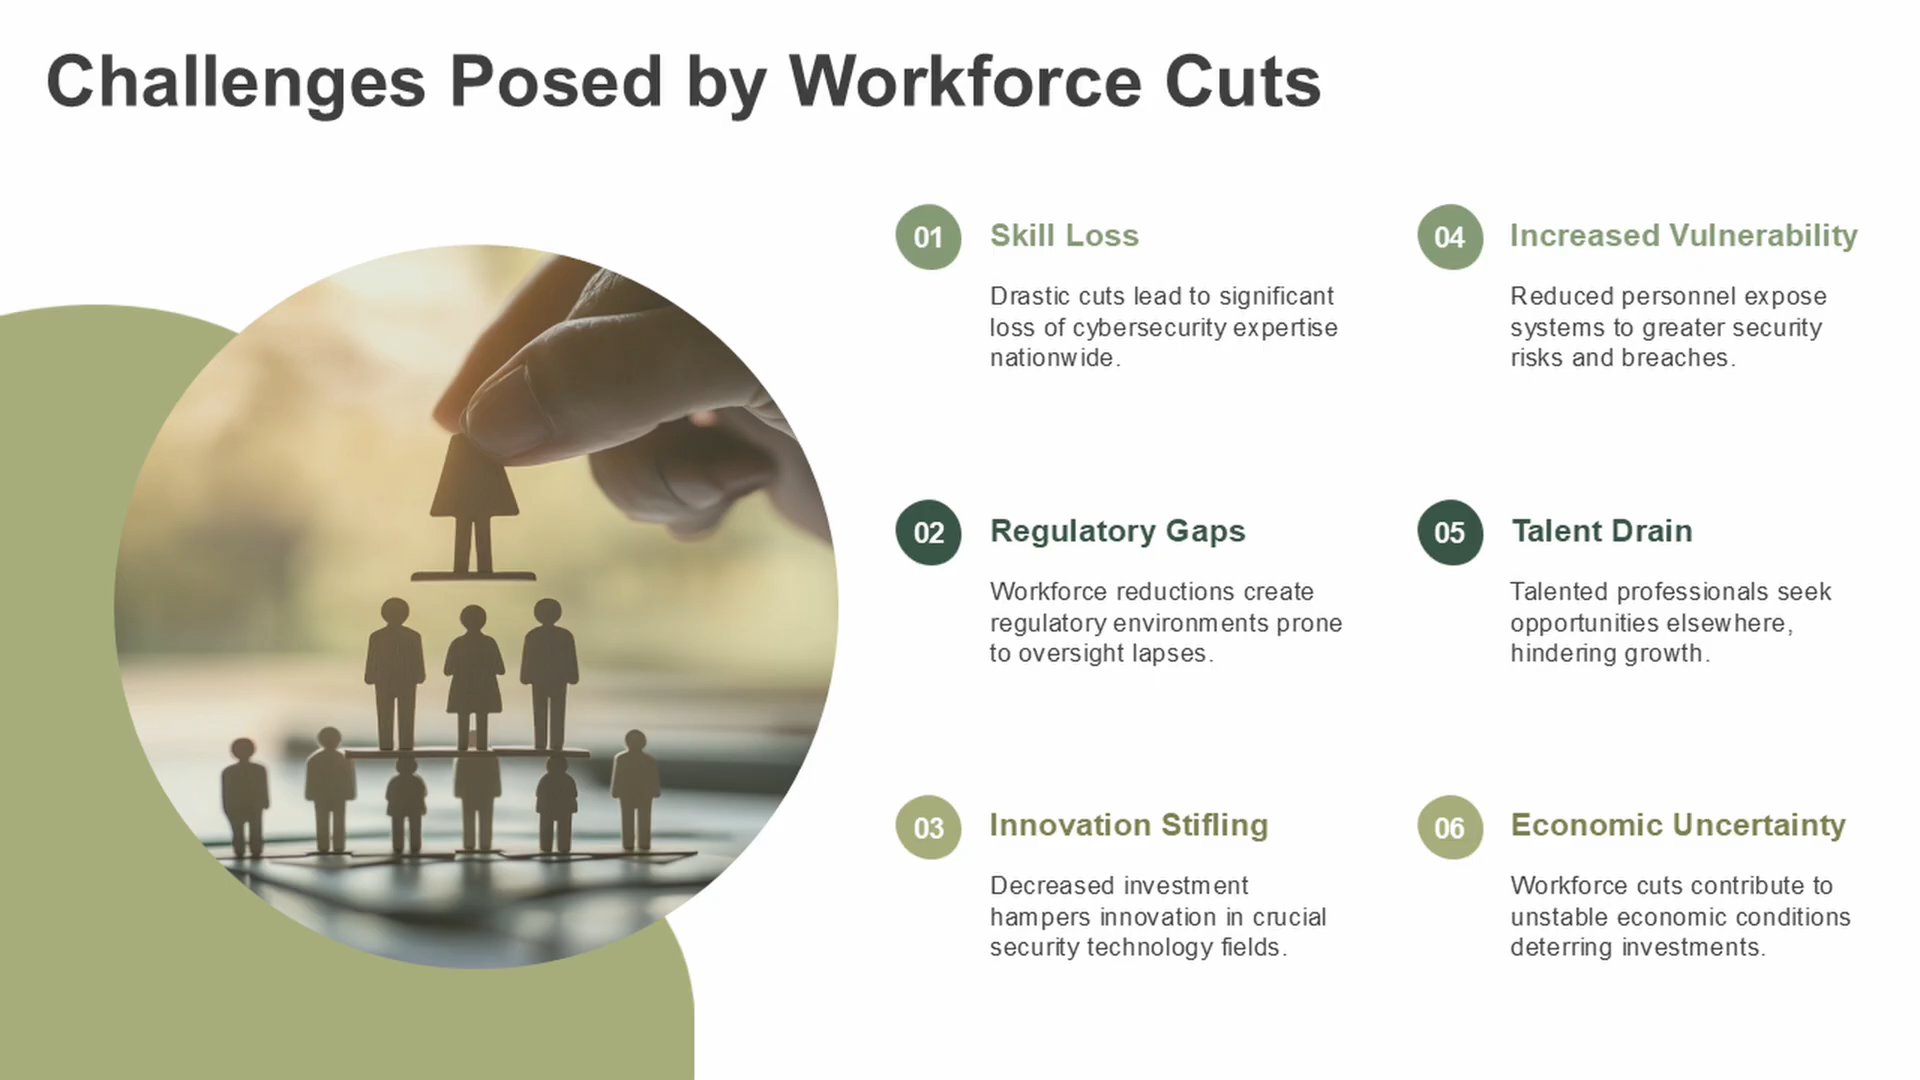 Challenges Posed by Workforce Cuts
01
Skill Loss
Drastic cuts lead to significant
loss of cybersecurity expertise
nationwide.
02
Regulatory Gaps
Workforce reductions create
regulatory environments prone
to oversight lapses.
03
Innovation Stifling
Decreased investment
hampers innovation in crucial
security technology fields.
04
Increased Vulnerability
Reduced personnel expose
systems to greater security
risks and breaches.
05
Talent Drain
Talented professionals seek
opportunities elsewhere,
hindering growth.
06
Economic Uncertainty
Workforce cuts contribute to
unstable economic conditions
deterring investments.